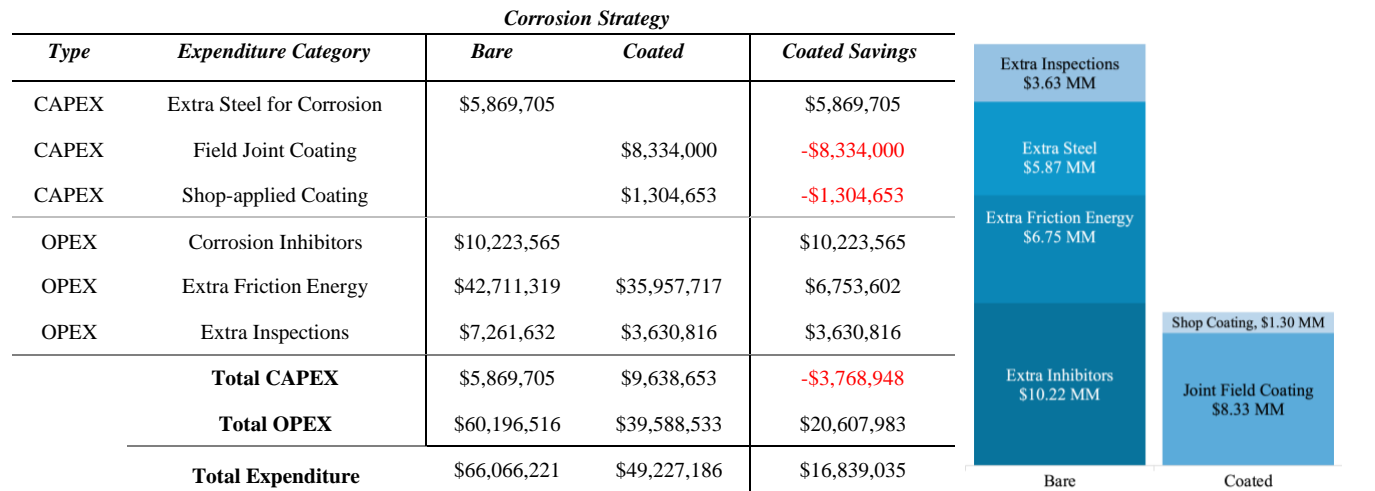 Corrosion Strategy
Type Expenditure Category Bare Coated Coated Savings
CAPEX Extra Steel for Corrosion $5,869,705 $5,869,705
CAPEX Field Joint Coating $8,334,000 -$8,334,000
CAPEX Shop-applied Coating $1,304,653 -$1,304,653
OPEX Corrosion Inhibitors $10,223,565 $10,223,565
OPEX Extra Friction Energy $42,711,319 $35,957,717 $6,753,602
OPEX Extra Inspections $7,261,632 $3,630,816 $3,630,816
Total CAPEX $5,869,705 $9,638,653 -$3,768,948
Total OPEX $60,196,516 $39,588,533 $20,607,983
Total Expenditure $66,066,221 $49,227,186 $16,839,035
Extra Inspections
$3.63 MM
Extra Steel
$5.87 MM
Extra Friction Energy
$6.75 MM
Extra Inhibitors
$10.22 MM
Bare
Shop Coating, $1.30 MM
Joint Field Coating
$8.33 MM
Coated